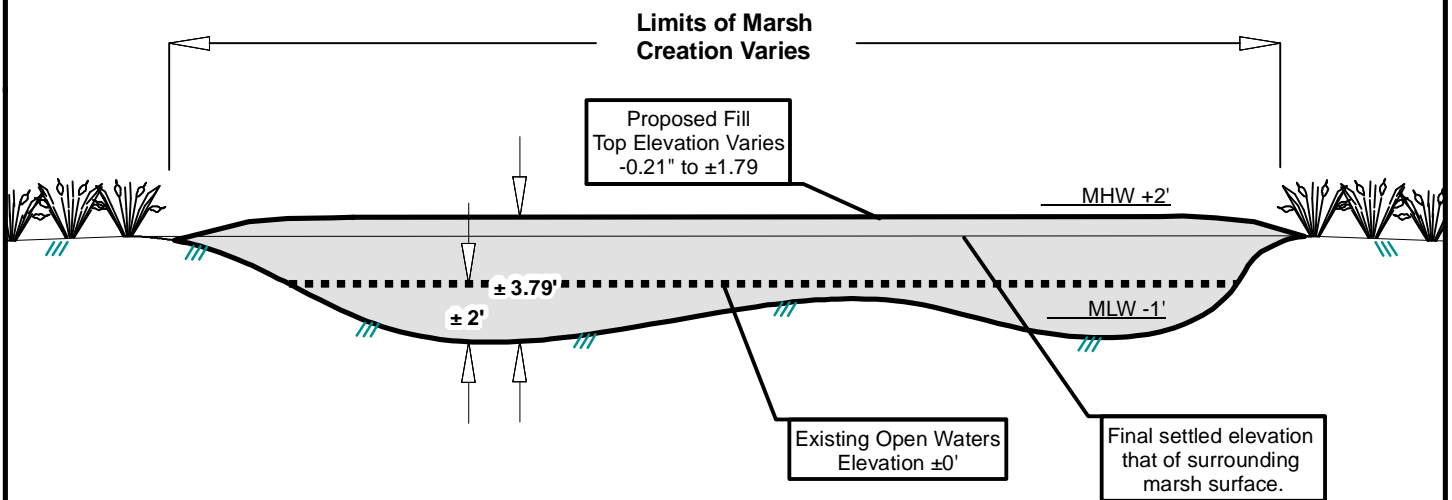 Limits of Marsh
Creation Varies
Proposed Fill
Top Elevation Varies
-0.21" to ±1.79
MHW +2'
± 3.79'
± 2'
MLW -1'
Existing Open Waters
Elevation ±0'
Final settled elevation
that of surrounding
marsh surface.